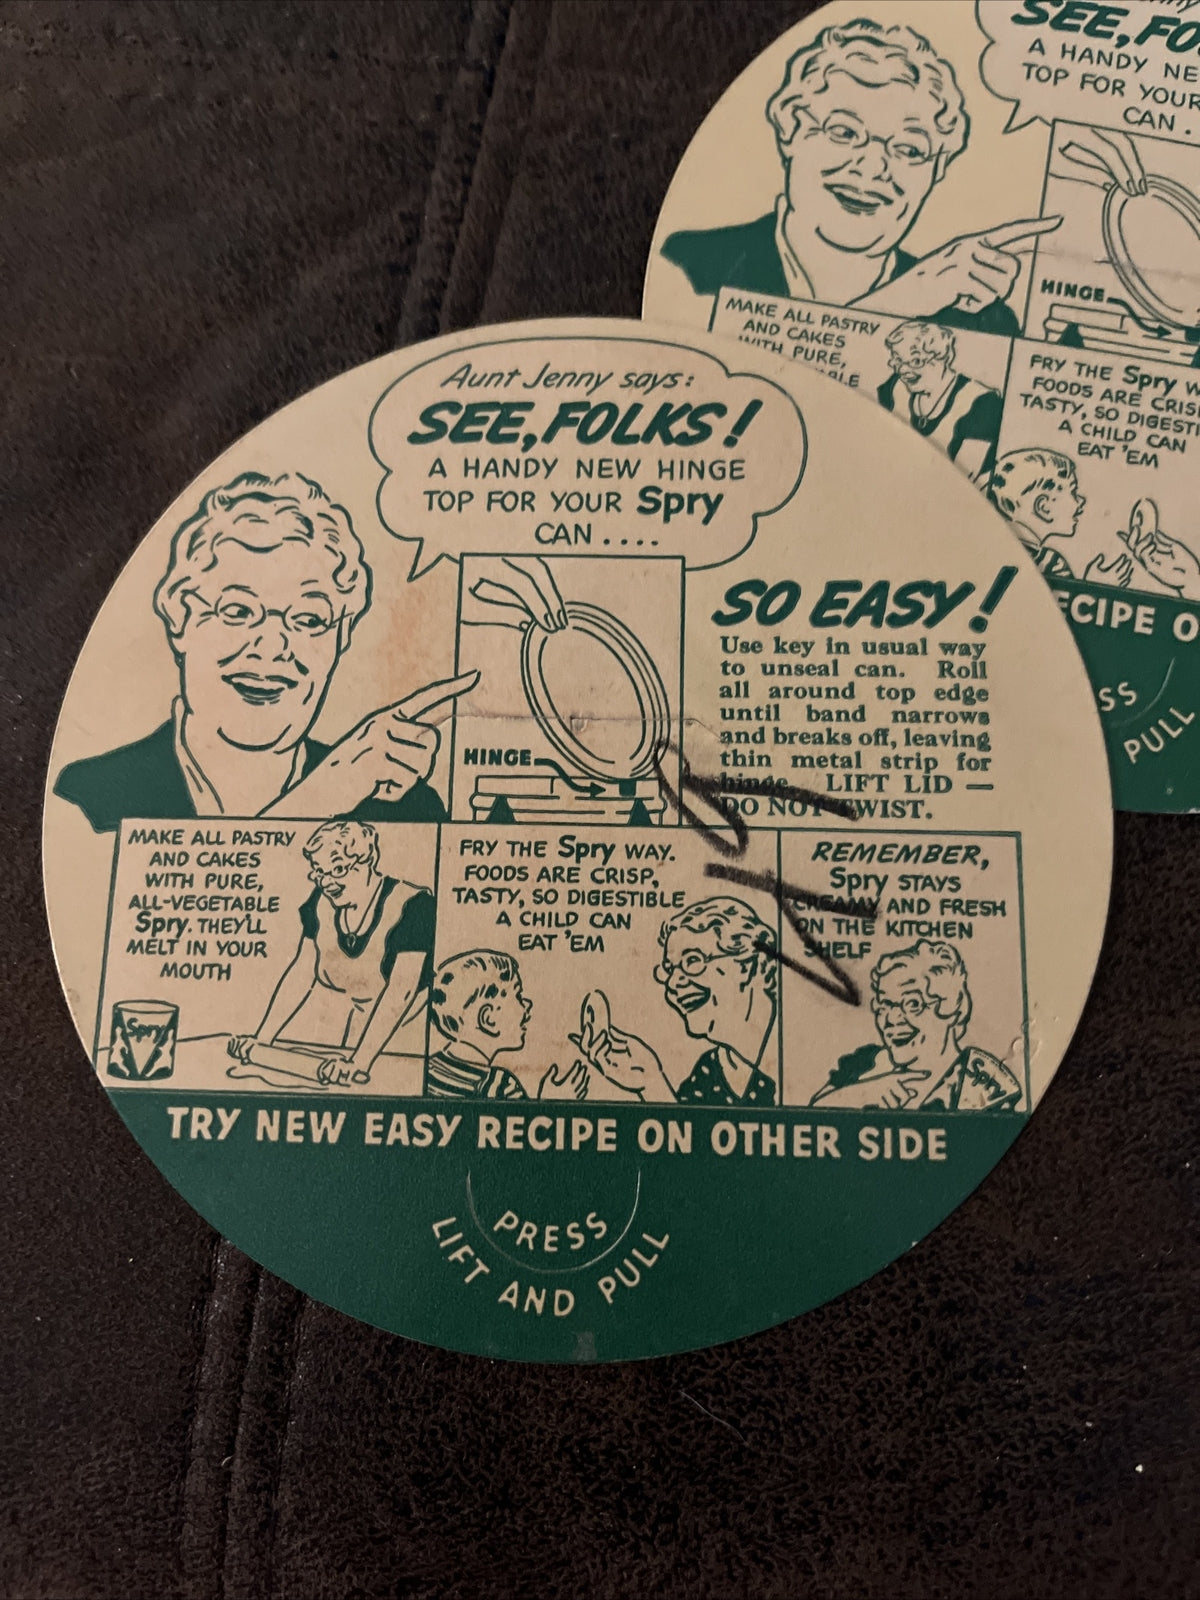 Aunt Jenny says:
SEE, FOLKS!
A HANDY NEW HINGE
TOP FOR YOUR Spry
CAN....
HINGE
SO EASY!
Use key in usual way
to unseal can. Roll
all around top edge
until band narrows
and breaks off, leaving
thin metal strip for
hinge. LIFT LID —
DO NOT TWIST.
MAKE ALL PASTRY
AND CAKES
WITH PURE,
ALL-VEGETABLE
Spry. THEY'LL
MELT IN YOUR
MOUTH
Spry
FRY THE Spry WAY.
FOODS ARE CRISP,
TASTY, SO DIGESTIBLE
A CHILD CAN
EAT 'EM
REMEMBER,
Spry STAYS
CREAMY AND FRESH
ON THE KITCHEN
SHELF
Spry
TRY NEW EASY RECIPE ON OTHER SIDE
PRESS
LIFT AND PULL
SEE, FO
A HANDY NE
TOP FOR YOUR
CAN.
HINGE
MAKE ALL PASTRY
AND CAKES
WITH PURE,
FRY THE Spry W
FOODS ARE CRIS
TASTY, SO DIGESTI
A CHILD CAN
EAT 'EM
ECIPE O
SS
PULL